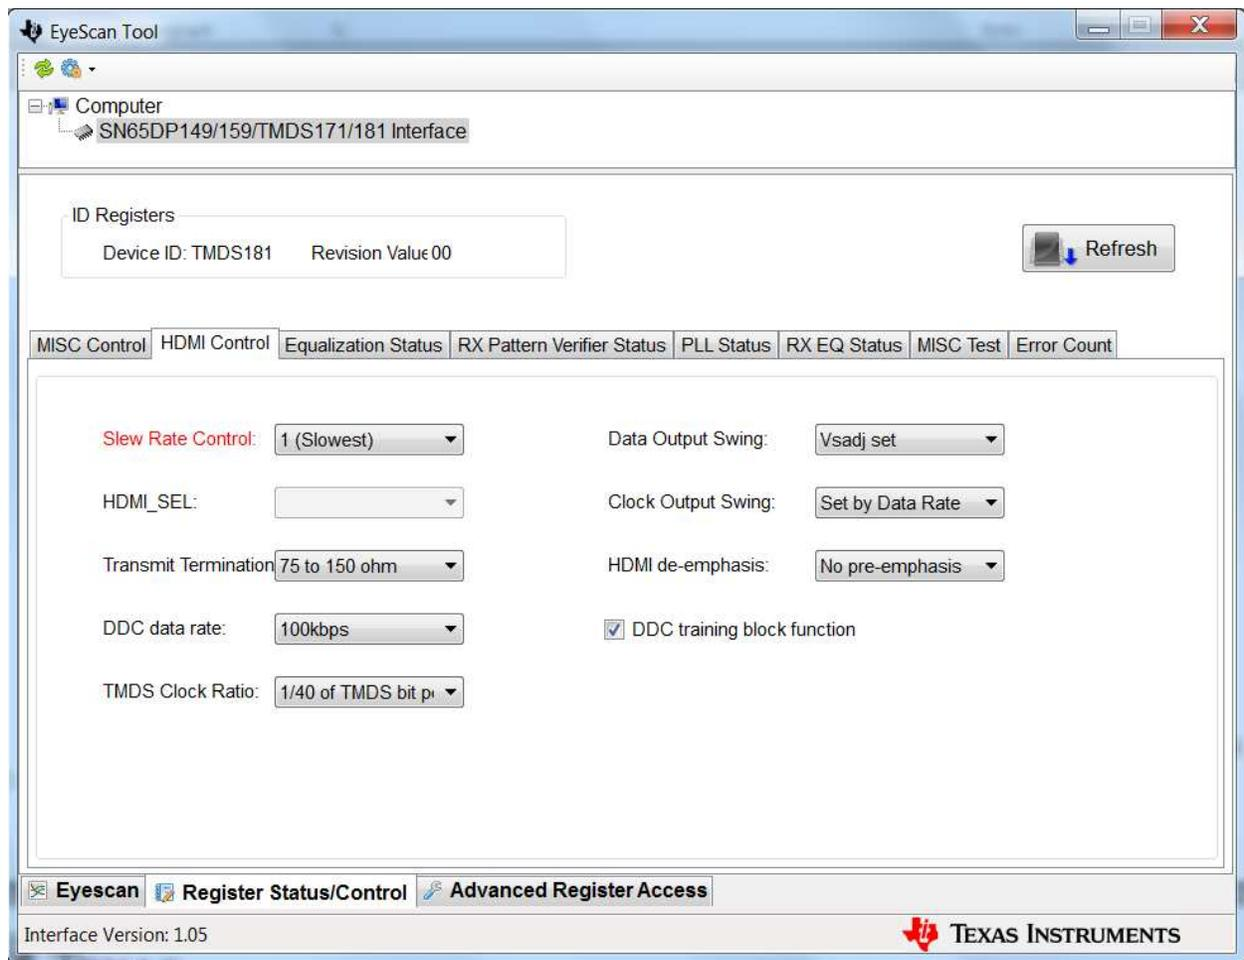 EyeScan Tool
Computer
SN65DP149/159/TMDS171/181 Interface
ID Registers
Device ID: TMDS181 Revision Value 00
Refresh
MISC Control HDMI Control Equalization Status RX Pattern Verifier Status PLL Status RX EQ Status MISC Test Error Count
Slew Rate Control: 1 (Slowest) Data Output Swing: Vsadj set
HDMI_SEL: Clock Output Swing: Set by Data Rate
Transmit Termination 75 to 150 ohm HDMI de-emphasis: No pre-emphasis
DDC data rate: 100kbps DDC training block function
TMDS Clock Ratio: 1/40 of TMDS bit
Eyescan Register Status/Control Advanced Register Access
Interface Version: 1.05 TEXAS INSTRUMENTS